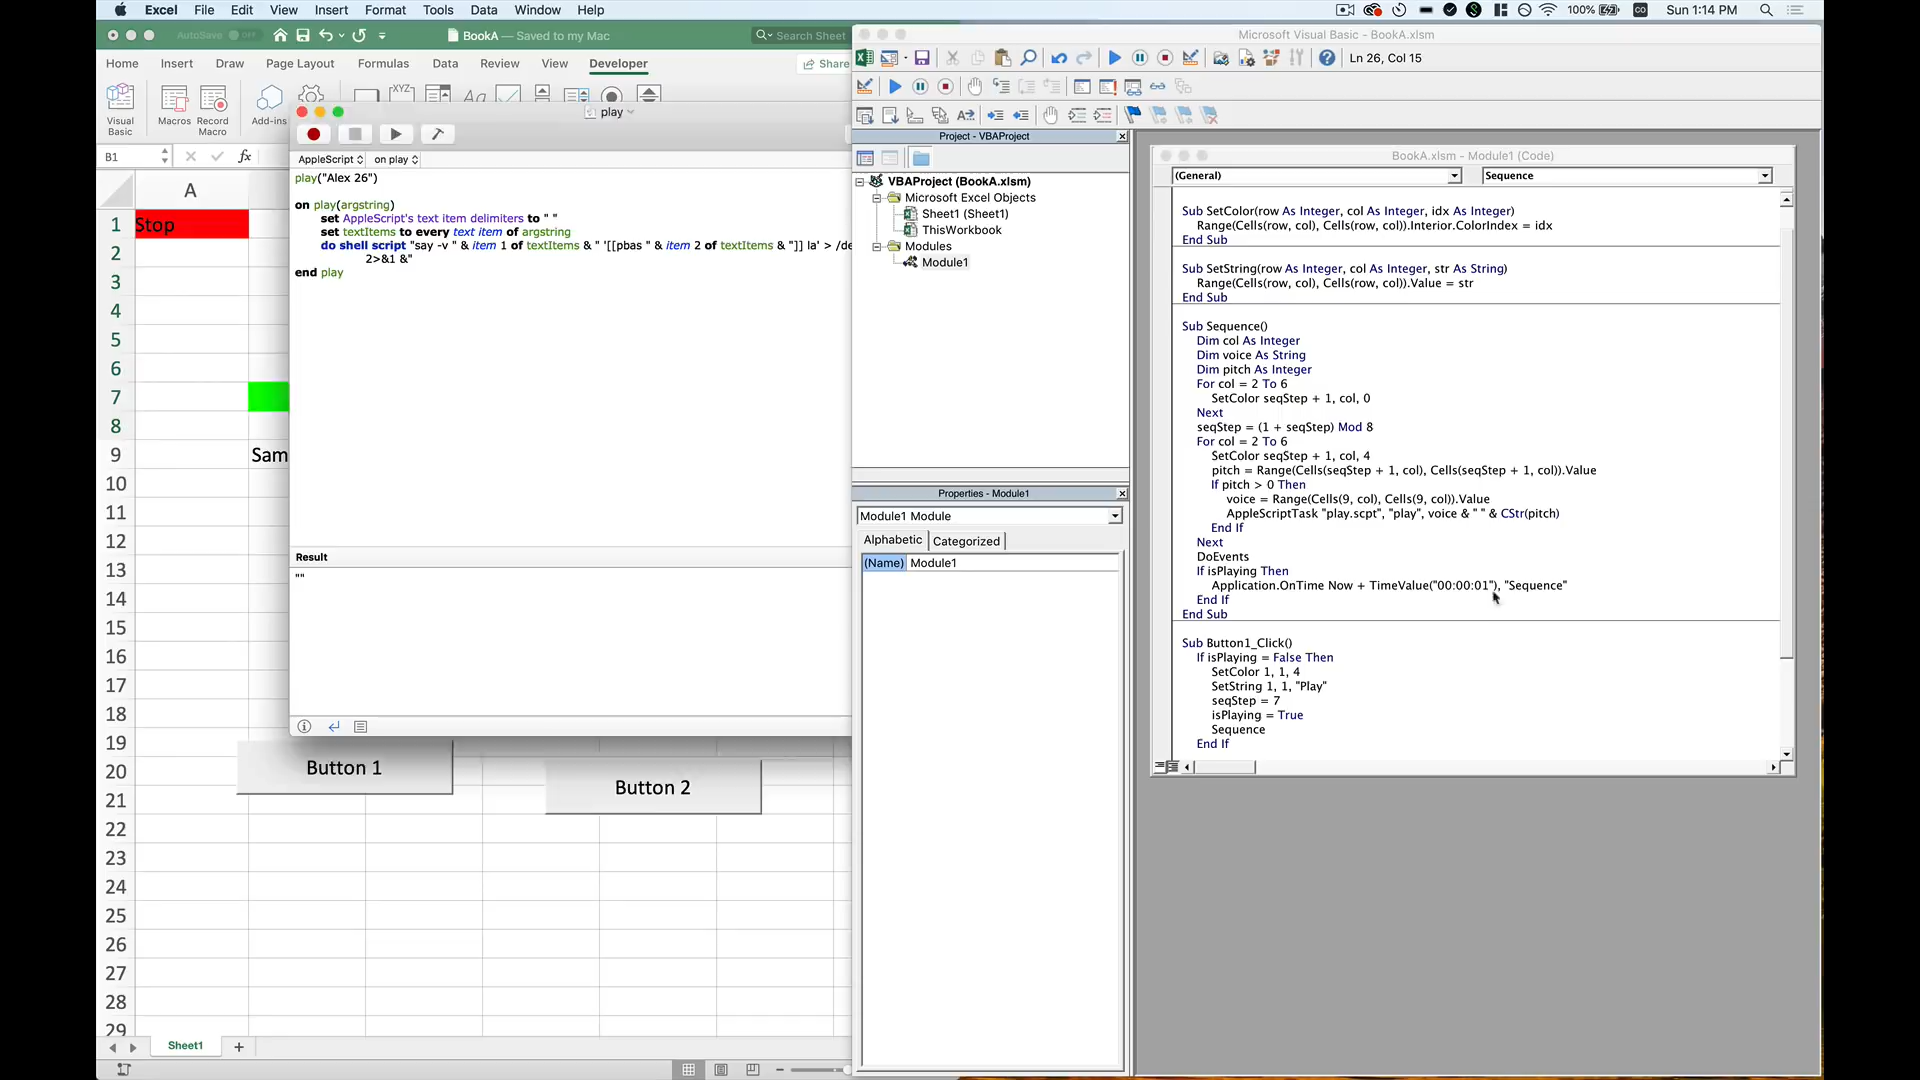 Excel File Edit View Insert Format Tools Data Window Help
100% Sun 1:14 PM
AutoSave OFF
BookA — Saved to my Mac
Search Sheet
Home Insert Draw Page Layout Formulas Data Review View Developer Share
Visual Basic
Macros
Record Macro
Add-ins
B1 fx
A
1 Stop
2
3
4
5
6
7
8
9 Sam
10
11
12
13
14
15
16
17
18
19
20
21
22
23
24
25
26
27
28
29
Button 1
Button 2
Sheet1 +
play
AppleScript on play
play("Alex 26")
on play(argstring)
set AppleScript's text item delimiters to " "
set textItems to every text item of argstring
do shell script "say -v " & item 1 of textItems & " '[[pbas " & item 2 of textItems & "]] la' > /de
2>&1 &"
end play
Result
""
Microsoft Visual Basic - BookA.xlsm
Ln 26, Col 15
Project - VBAProject
VBAProject (BookA.xlsm)
Microsoft Excel Objects
Sheet1 (Sheet1)
ThisWorkbook
Modules
Module1
Properties - Module1
Module1 Module
Alphabetic Categorized
(Name) Module1
BookA.xlsm - Module1 (Code)
(General) Sequence
Sub SetColor(row As Integer, col As Integer, idx As Integer)
Range(Cells(row, col), Cells(row, col)).Interior.ColorIndex = idx
End Sub
Sub SetString(row As Integer, col As Integer, str As String)
Range(Cells(row, col), Cells(row, col)).Value = str
End Sub
Sub Sequence()
Dim col As Integer
Dim voice As String
Dim pitch As Integer
For col = 2 To 6
SetColor seqStep + 1, col, 0
Next
seqStep = (1 + seqStep) Mod 8
For col = 2 To 6
SetColor seqStep + 1, col, 4
pitch = Range(Cells(seqStep + 1, col), Cells(seqStep + 1, col)).Value
If pitch > 0 Then
voice = Range(Cells(9, col), Cells(9, col)).Value
AppleScriptTask "play.scpt", "play", voice & " " & CStr(pitch)
End If
Next
DoEvents
If isPlaying Then
Application.OnTime Now + TimeValue("00:00:01"), "Sequence"
End If
End Sub
Sub Button1_Click()
If isPlaying = False Then
SetColor 1, 1, 4
SetString 1, 1, "Play"
seqStep = 7
isPlaying = True
Sequence
End If